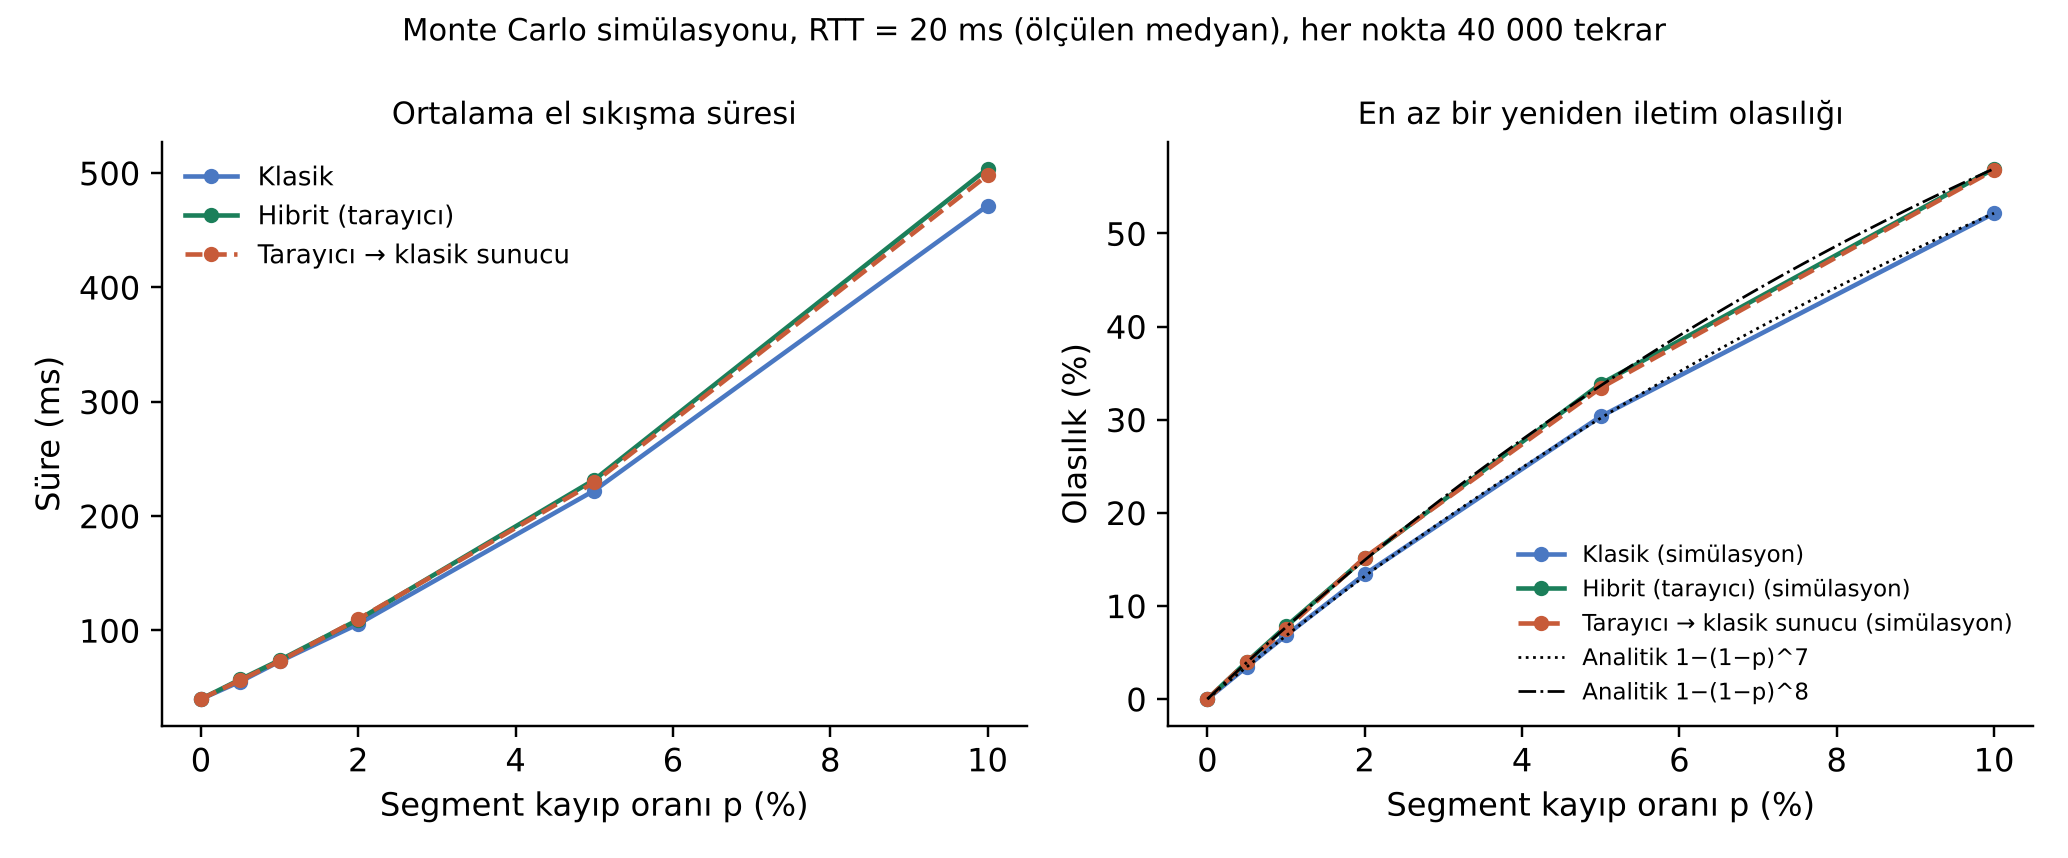 Monte Carlo simülasyonu, RTT = 20 ms (ölçülen medyan), her nokta 40 000 tekrar
Ortalama el sıkışma süresi
Süre (ms)
500
400
300
200
100
Klasik
Hibrit (tarayıcı)
Tarayıcı → klasik sunucu
0
2
4
6
8
10
Segment kayıp oranı p (%)
En az bir yeniden iletim olasılığı
Olasılık (%)
50
40
30
20
10
0
Klasik (simülasyon)
Hibrit (tarayıcı) (simülasyon)
Tarayıcı → klasik sunucu (simülasyon)
Analitik 1−(1−p)^7
Analitik 1−(1−p)^8
0
2
4
6
8
10
Segment kayıp oranı p (%)